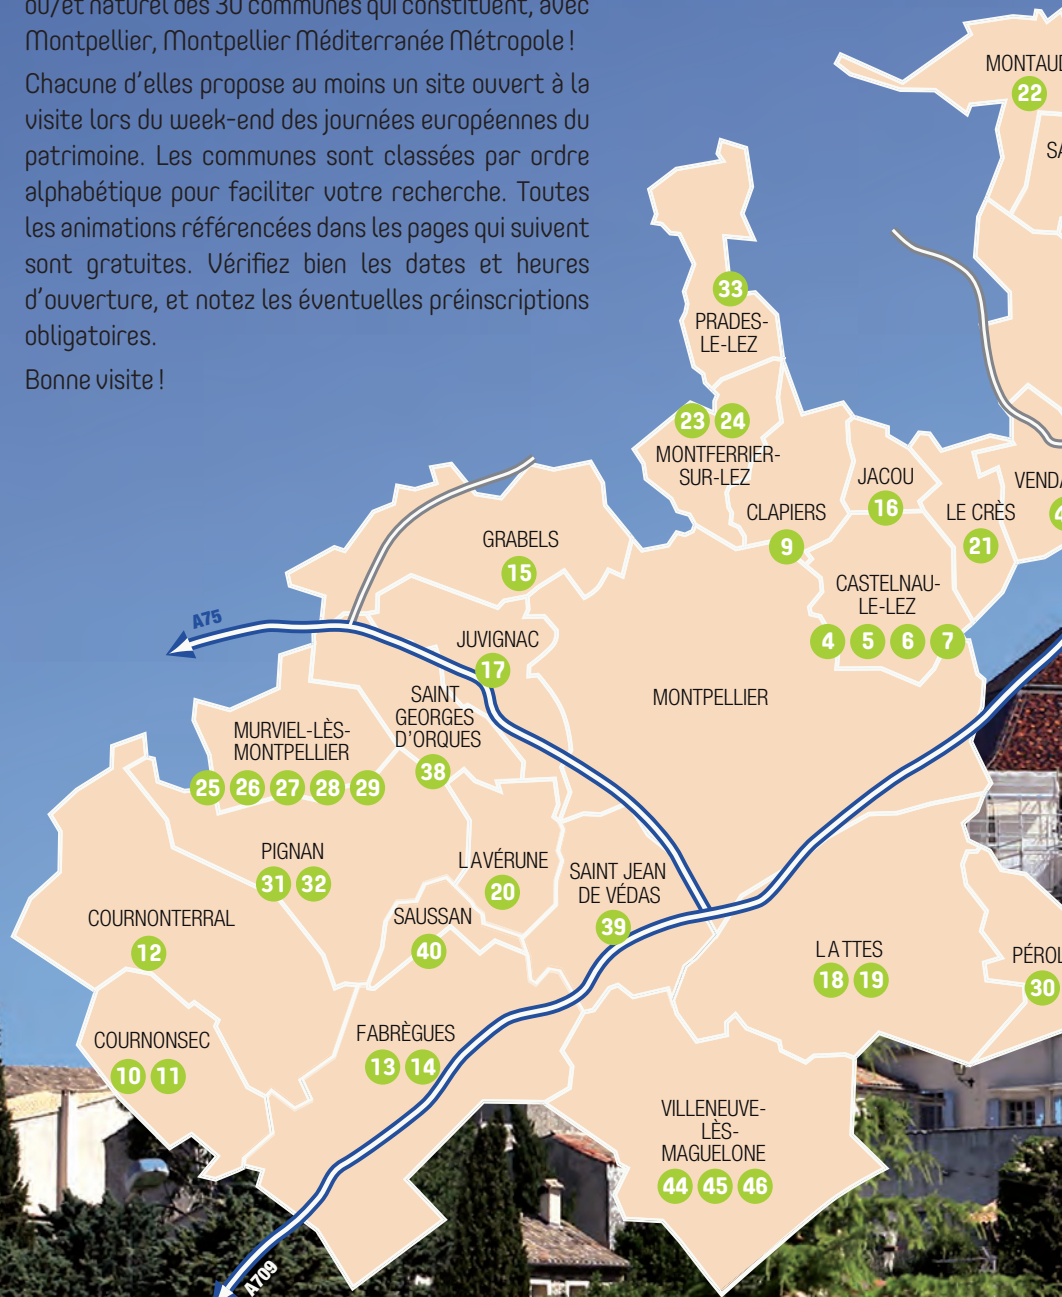 ou/et naturel des 30 communes qui constituent, avec
Montpellier, Montpellier Méditerranée Métropole !
Chacune d'elles propose au moins un site ouvert à la
visite lors du week-end des journées européennes du
patrimoine. Les communes sont classées par ordre
alphabétique pour faciliter votre recherche. Toutes
les animations référencées dans les pages qui suivent
sont gratuites. Vérifiez bien les dates et heures
d'ouverture, et notez les éventuelles préinscriptions
obligatoires.
Bonne visite !
MONTAUD
22
SA
33
PRADES-
LE-LEZ
23 24
MONTFERRIER-
SUR-LEZ
JACOU
16
VENDA
4
CLAPIERS
9
LE CRÈS
21
GRABELS
15
CASTELNAU-
LE-LEZ
4 5 6 7
A75
JUVIGNAC
17
MONTPELLIER
SAINT
GEORGES
D'ORQUES
38
MURVIEL-LÈS-
MONTPELLIER
25 26 27 28 29
PIGNAN
31 32
LAVÉRUNE
20
SAINT JEAN
DE VÉDAS
39
COURNONTERRAL
12
SAUSSAN
40
LATTES
18 19
PÉROL
30
COURNONSEC
10 11
FABRÈGUES
13 14
VILLENEUVE-
LÈS-
MAGUELONE
44 45 46
A709